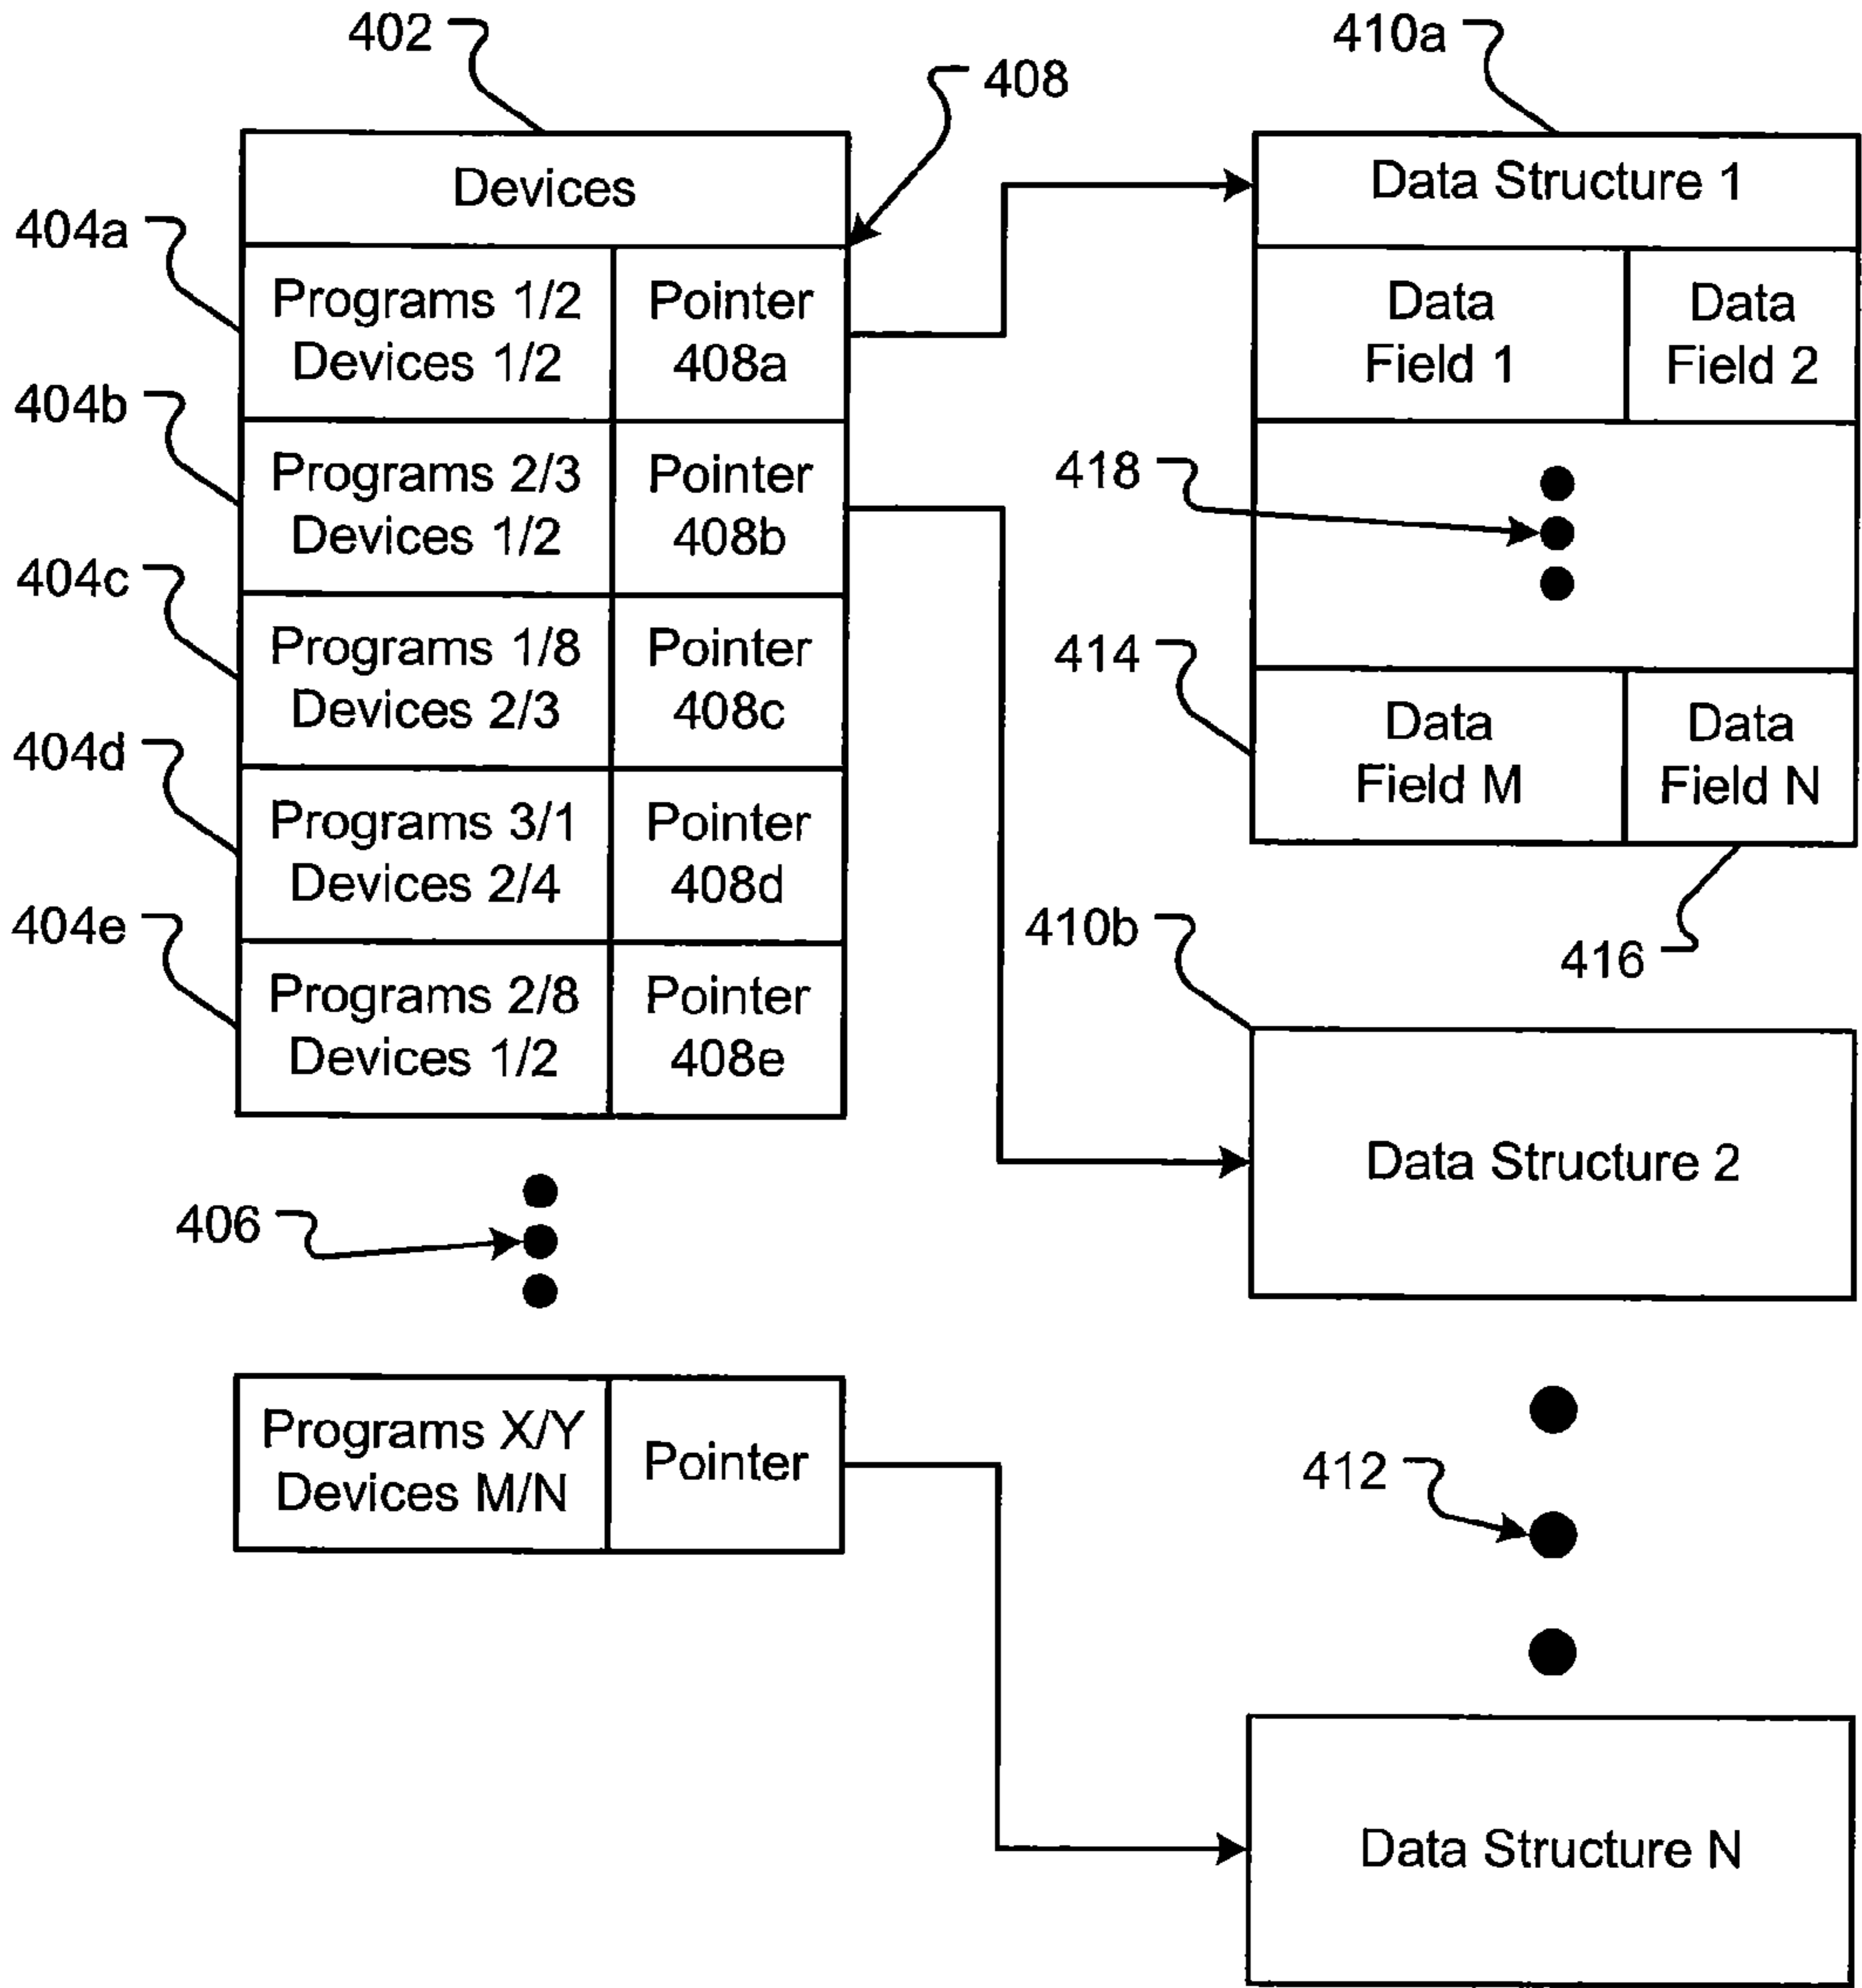 402
410a
408
Devices
Data Structure 1
404a
Programs 1/2
Devices 1/2
Pointer
408a
Data
Field 1
Data
Field 2
404b
Programs 2/3
Devices 1/2
Pointer
408b
418
404c
Programs 1/8
Devices 2/3
Pointer
408c
414
Data
Field M
Data
Field N
404d
Programs 3/1
Devices 2/4
Pointer
408d
404e
Programs 2/8
Devices 1/2
Pointer
408e
410b
416
Data Structure 2
406
Programs X/Y
Devices M/N
Pointer
412
Data Structure N